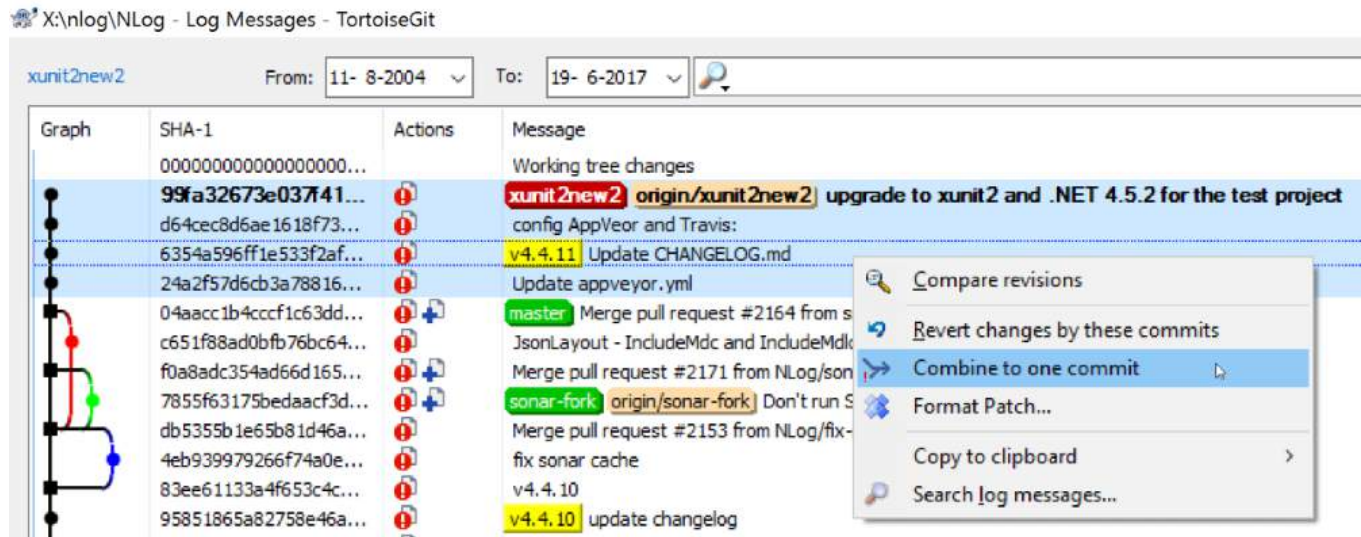 X:\nlog\NLog - Log Messages - TortoiseGit
xunit2new2 From: 11- 8-2004 To: 19- 6-2017
Graph SHA-1 Actions Message
000000000000000000... Working tree changes
99fa32673e037f41... xunit2new2 origin/xunit2new2 upgrade to xunit2 and .NET 4.5.2 for the test project
d64cec8d6ae1618f73... config AppVeor and Travis:
6354a596ff1e533f2af... v4.4.11 Update CHANGELOG.md
24a2f57d6cb3a78816... Update appveyor.yml
04aacc1b4cccf1c63dd... master Merge pull request #2164 from s
c651f88ad0bfb76bc64... JsonLayout - IncludeMdc and IncludeMdlc
f0a8adc354ad66d165... Merge pull request #2171 from NLog/son
7855f63175bedaacf3d... sonar-fork origin/sonar-fork Don't run S
db5355b1e65b81d46a... Merge pull request #2153 from NLog/fix-
4eb939979266f74a0e... fix sonar cache
83ee61133a4f653c4c... v4.4.10
95851865a82758e46a... v4.4.10 update changelog
Compare revisions
Revert changes by these commits
Combine to one commit
Format Patch...
Copy to clipboard
Search log messages...